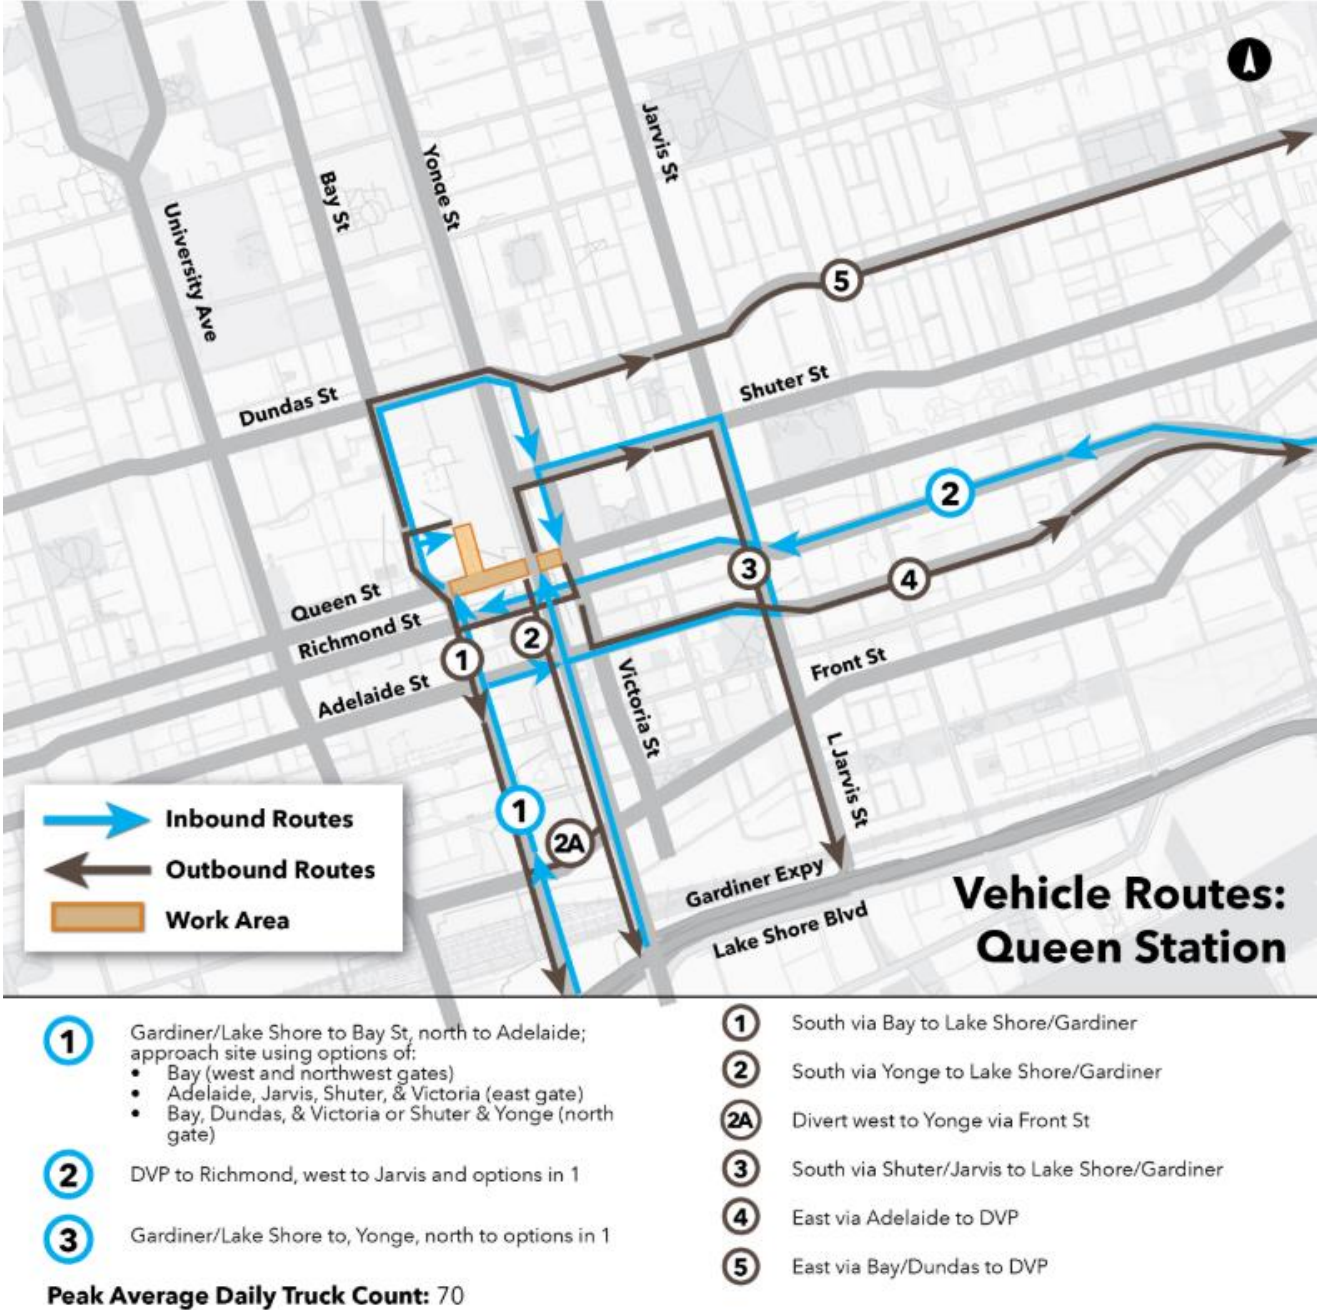 Jarvis St
Yonge St
Bay St
University Ave
5
Shuter St
Dundas St
2
3
4
Queen St
Richmond St
1
2
Adelaide St
Victoria St
Front St
L Jarvis St
1
2A
Inbound Routes
Outbound Routes
Work Area
Gardiner Expy
Lake Shore Blvd
Vehicle Routes:
Queen Station
1
Gardiner/Lake Shore to Bay St, north to Adelaide;
approach site using options of:
• Bay (west and northwest gates)
• Adelaide, Jarvis, Shuter, & Victoria (east gate)
• Bay, Dundas, & Victoria or Shuter & Yonge (north
gate)
2 DVP to Richmond, west to Jarvis and options in 1
3 Gardiner/Lake Shore to, Yonge, north to options in 1
Peak Average Daily Truck Count: 70
1 South via Bay to Lake Shore/Gardiner
2 South via Yonge to Lake Shore/Gardiner
2A Divert west to Yonge via Front St
3 South via Shuter/Jarvis to Lake Shore/Gardiner
4 East via Adelaide to DVP
5 East via Bay/Dundas to DVP